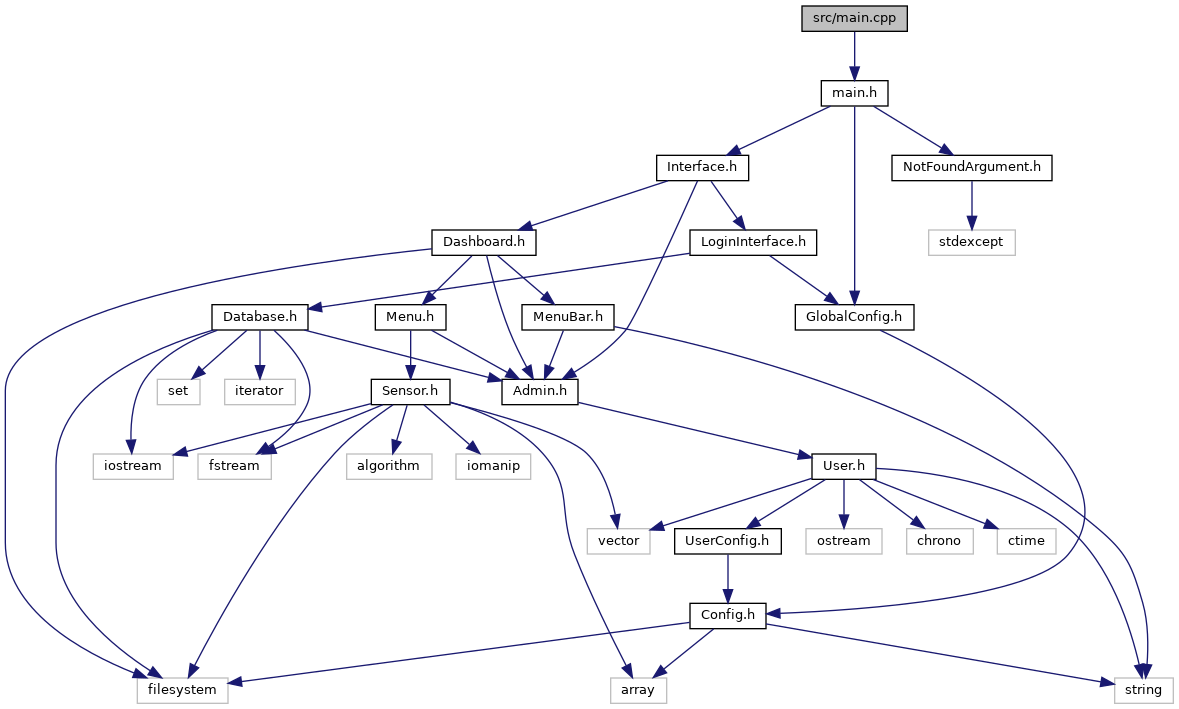 src/main.cpp
main.h
Interface.h
NotFoundArgument.h
Dashboard.h
LoginInterface.h
stdexcept
Database.h
Menu.h
MenuBar.h
GlobalConfig.h
set
iterator
Sensor.h
Admin.h
iostream
fstream
algorithm
iomanip
User.h
vector
UserConfig.h
ostream
chrono
ctime
Config.h
filesystem
array
string